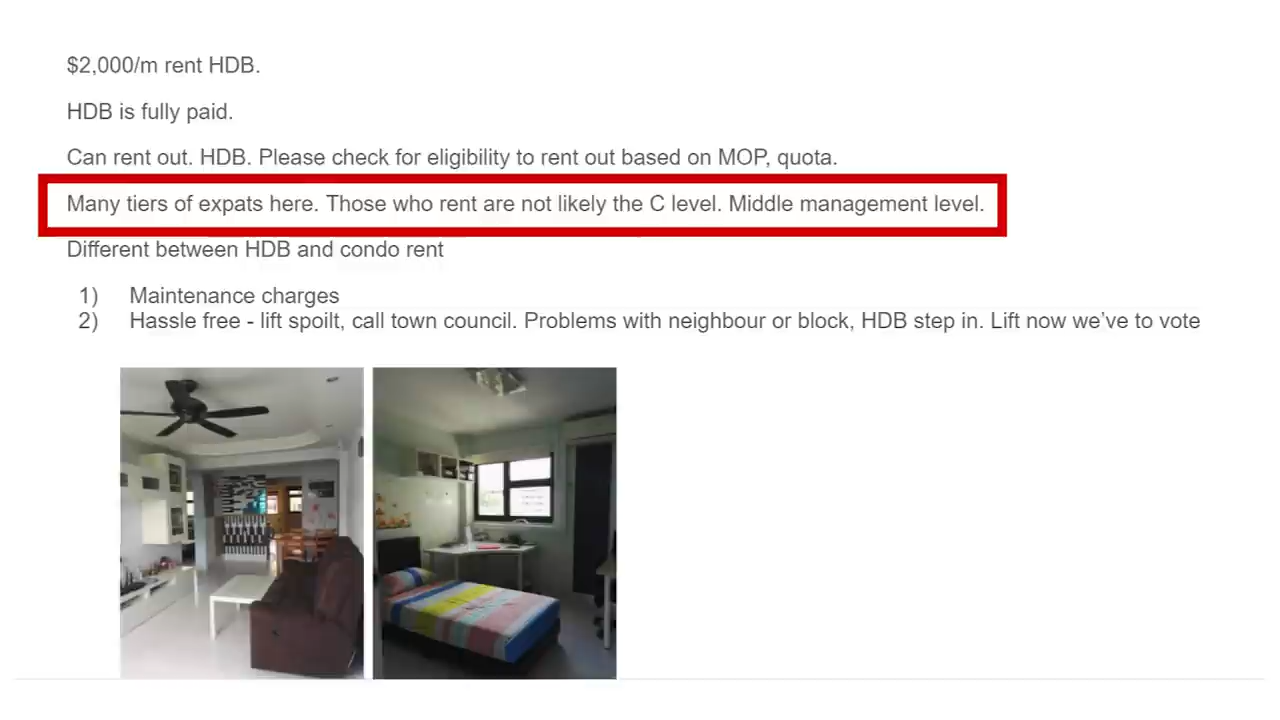 $2,000/m rent HDB.
HDB is fully paid.
Can rent out. HDB. Please check for eligibility to rent out based on MOP, quota.
Many tiers of expats here. Those who rent are not likely the C level. Middle management level.
Different between HDB and condo rent
1) Maintenance charges
2) Hassle free - lift spoilt, call town council. Problems with neighbour or block, HDB step in. Lift now we've to vote